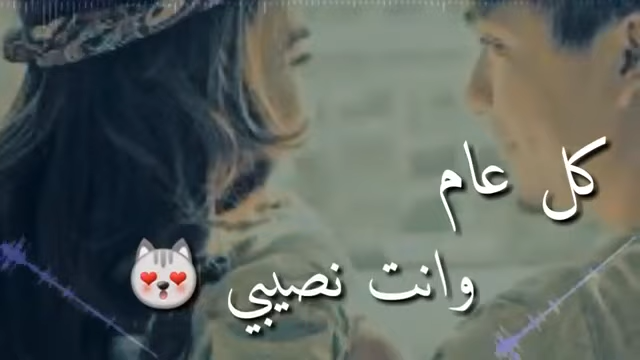 كل عام
وانت نصيبي